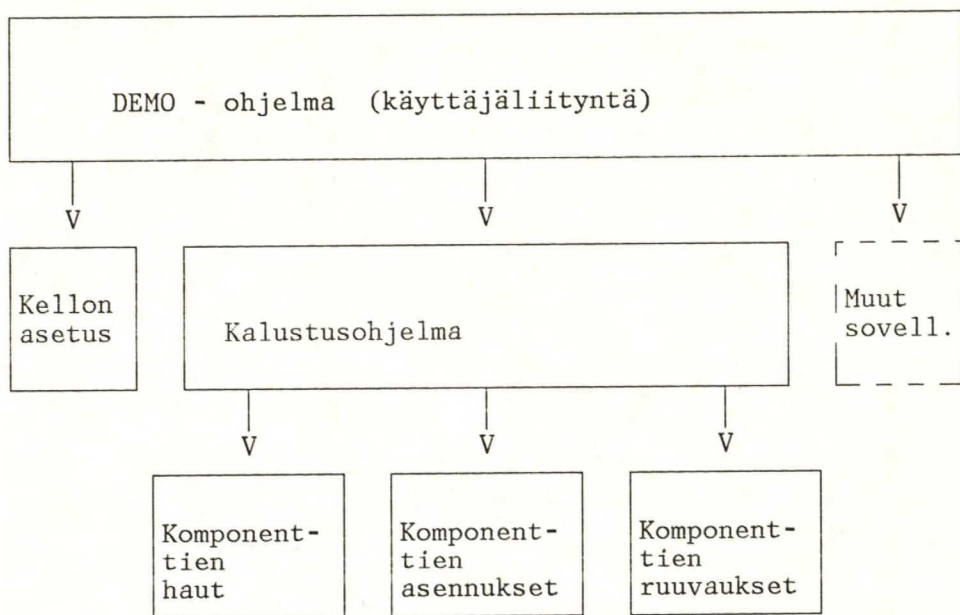 DEMO - ohjelma (käyttäjäliityntä)
V V V
Kellon
asetus
Kalustusohjelma
Muut
sovell.
V V V
Komponent-
tien
haut
Komponent-
tien
asennukset
Komponent-
tien
ruuvaukset